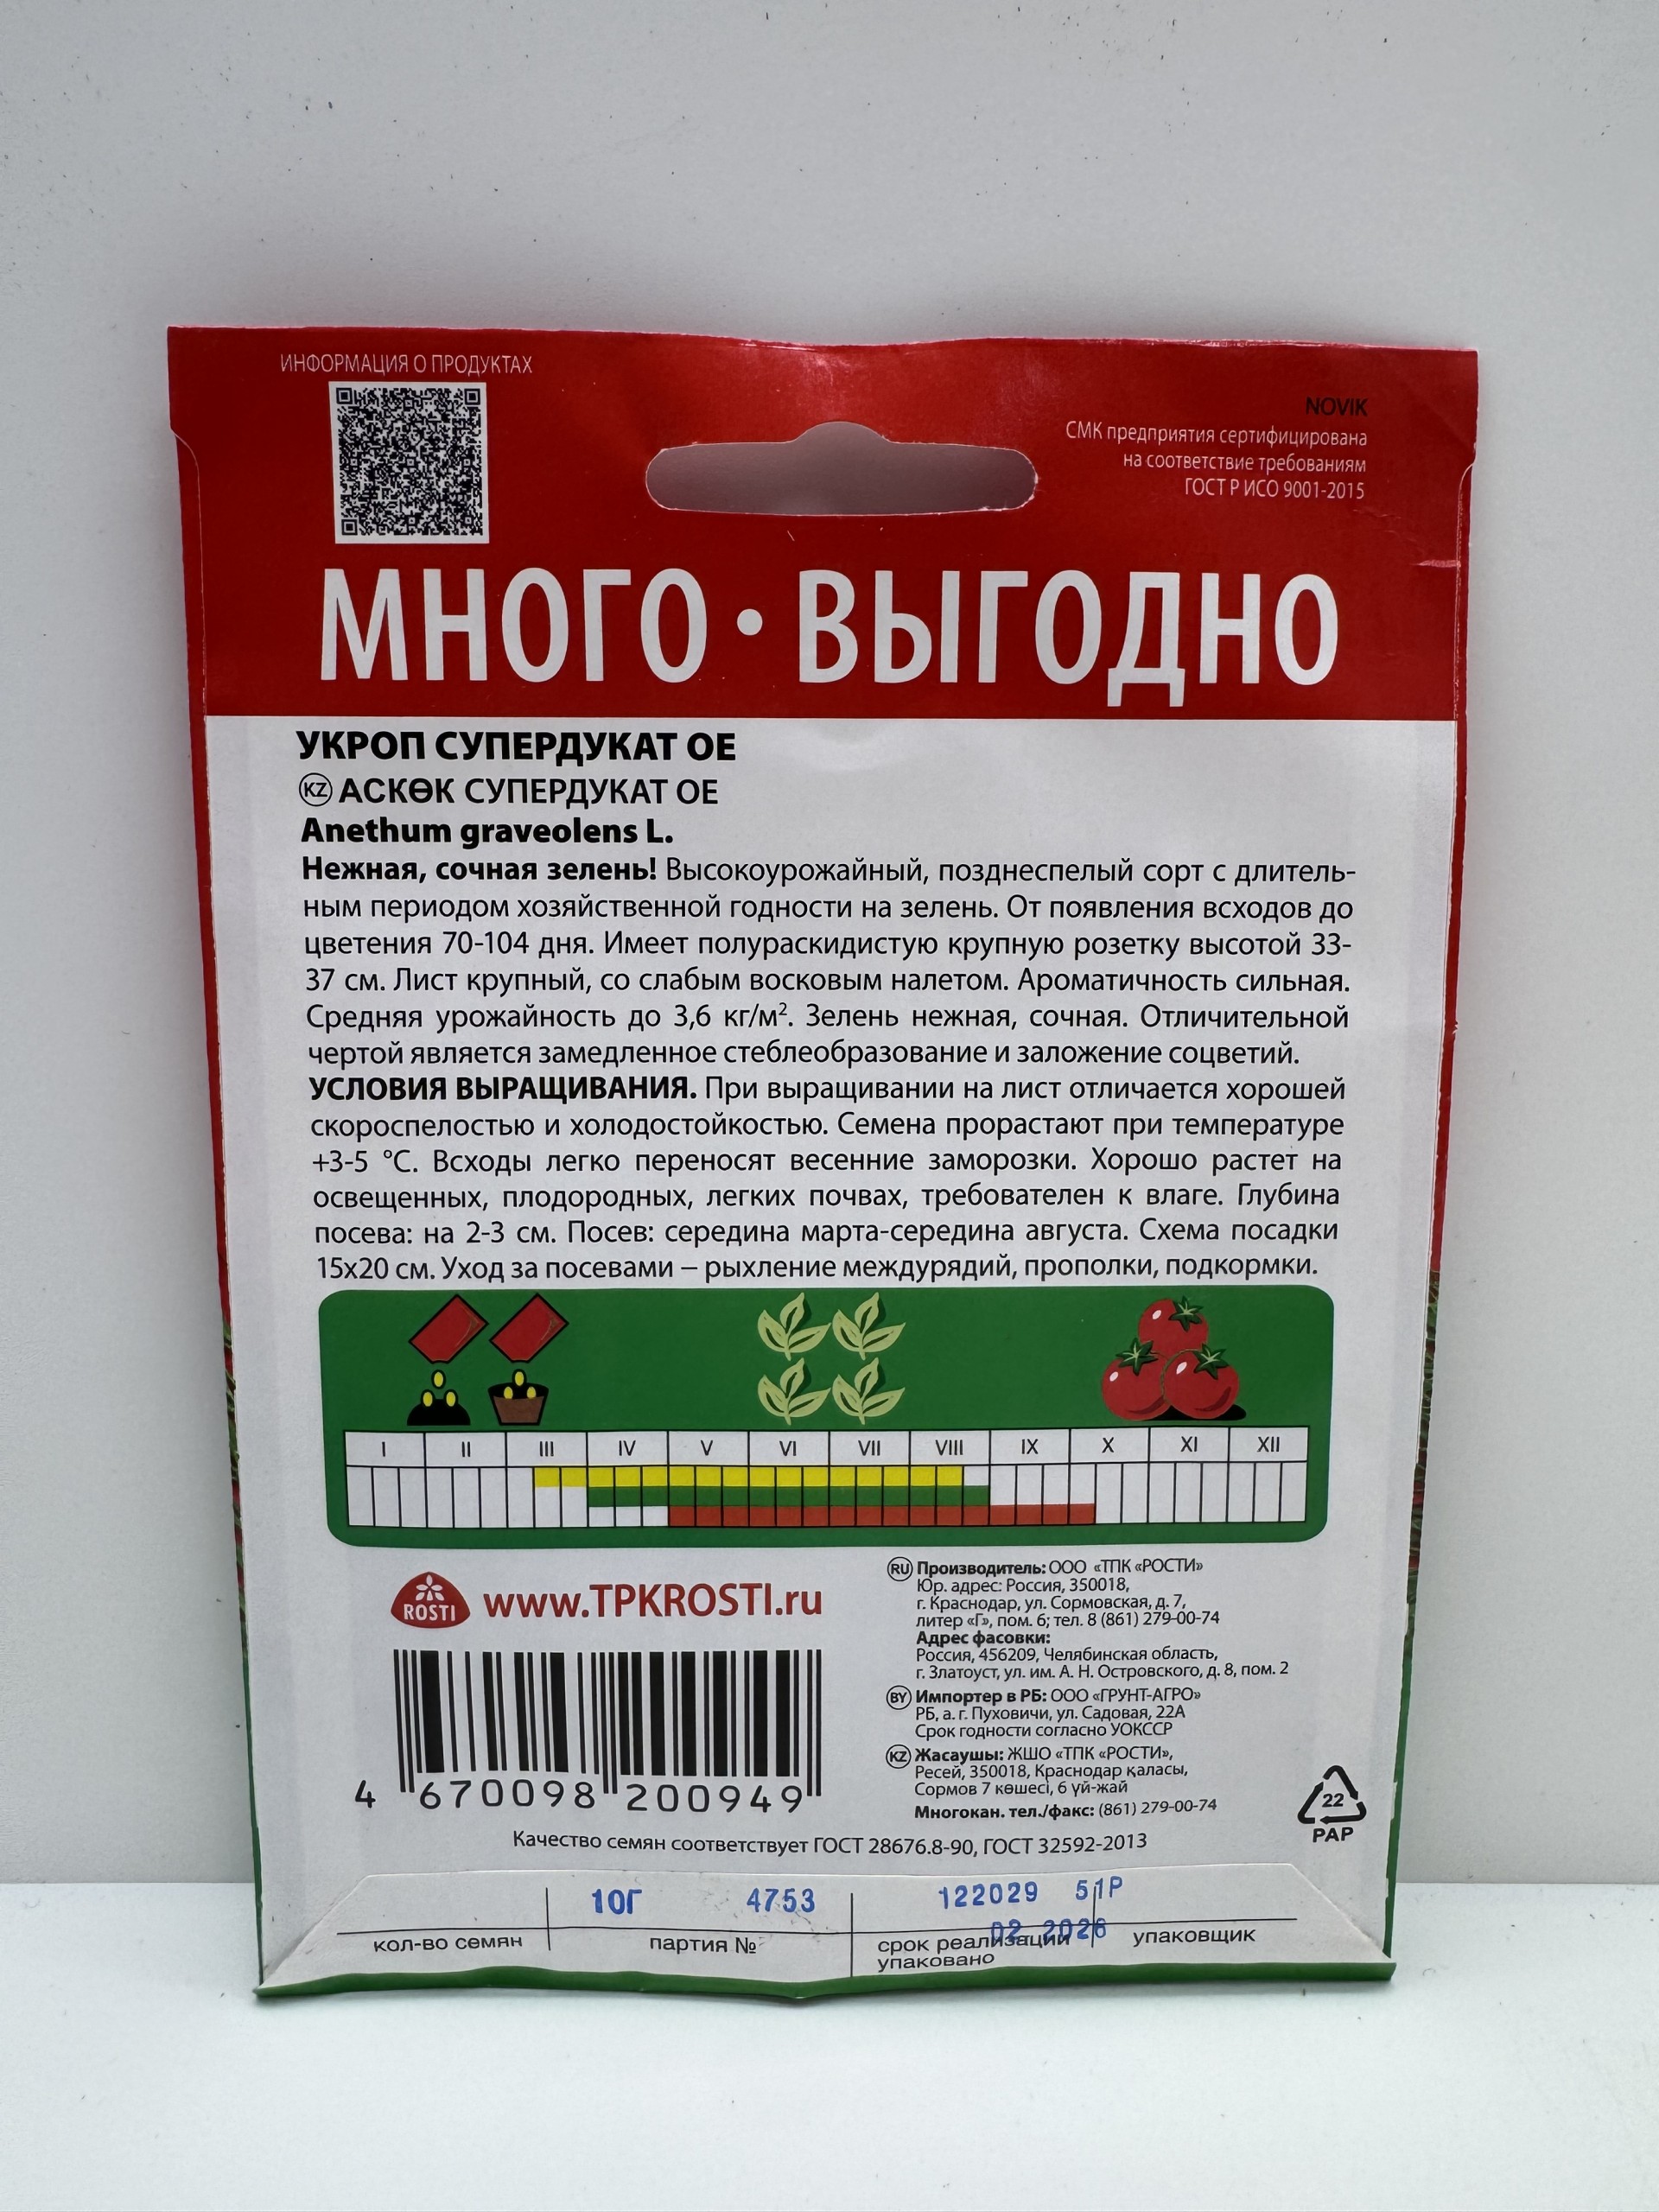 ИНФОРМАЦИЯ О ПРОДУКТАХ
NOVIK
СМК предприятия сертифицирована
на соответствие требованиям
ГОСТ Р ИСО 9001-2015
МНОГО • ВЫГОДНО
УКРОП СУПЕРДУКАТ ОЕ
KZ АСКӨК СУПЕРДУКАТ ОЕ
Anethum graveolens L.
Нежная, сочная зелень! Высокоурожайный, позднеспелый сорт с длитель-
ным периодом хозяйственной годности на зелень. От появления всходов до
цветения 70-104 дня. Имеет полураскидистую крупную розетку высотой 33-
37 см. Лист крупный, со слабым восковым налетом. Ароматичность сильная.
Средняя урожайность до 3,6 кг/м². Зелень нежная, сочная. Отличительной
чертой является замедленное стеблеобразование и заложение соцветий.
УСЛОВИЯ ВЫРАЩИВАНИЯ. При выращивании на лист отличается хорошей
скороспелостью и холодостойкостью. Семена прорастают при температуре
+3-5 °С. Всходы легко переносят весенние заморозки. Хорошо растет на
освещенных, плодородных, легких почвах, требователен к влаге. Глубина
посева: на 2-3 см. Посев: середина марта-середина августа. Схема посадки
15х20 см. Уход за посевами – рыхление междурядий, прополки, подкормки.
I II III IV V VI VII VIII IX X XI XII
ROSTI www.TPKROSTI.ru
RU Производитель: ООО «ТПК «РОСТИ»
Юр. адрес: Россия, 350018,
г. Краснодар, ул. Сормовская, д. 7,
литер «Г», пом. 6; тел. 8 (861) 279-00-74
Адрес фасовки:
Россия, 456209, Челябинская область,
г. Златоуст, ул. им. А. Н. Островского, д. 8, пом. 2
BY Импортер в РБ: ООО «ГРУНТ-АГРО»
РБ, а. г. Пуховичи, ул. Садовая, 22А
Срок годности согласно УОКССР
KZ Жасаушы: ЖШО «ТПК «РОСТИ»,
Ресей, 350018, Краснодар қаласы,
Сормов 7 көшесі, 6 үй-жай
Многокан. тел./факс: (861) 279-00-74
4 670098 200949
22
PAP
Качество семян соответствует ГОСТ 28676.8-90, ГОСТ 32592-2013
10Г 4753 122029 51Р
02 2026
кол-во семян партия № срок реализации упаковщик
упаковано